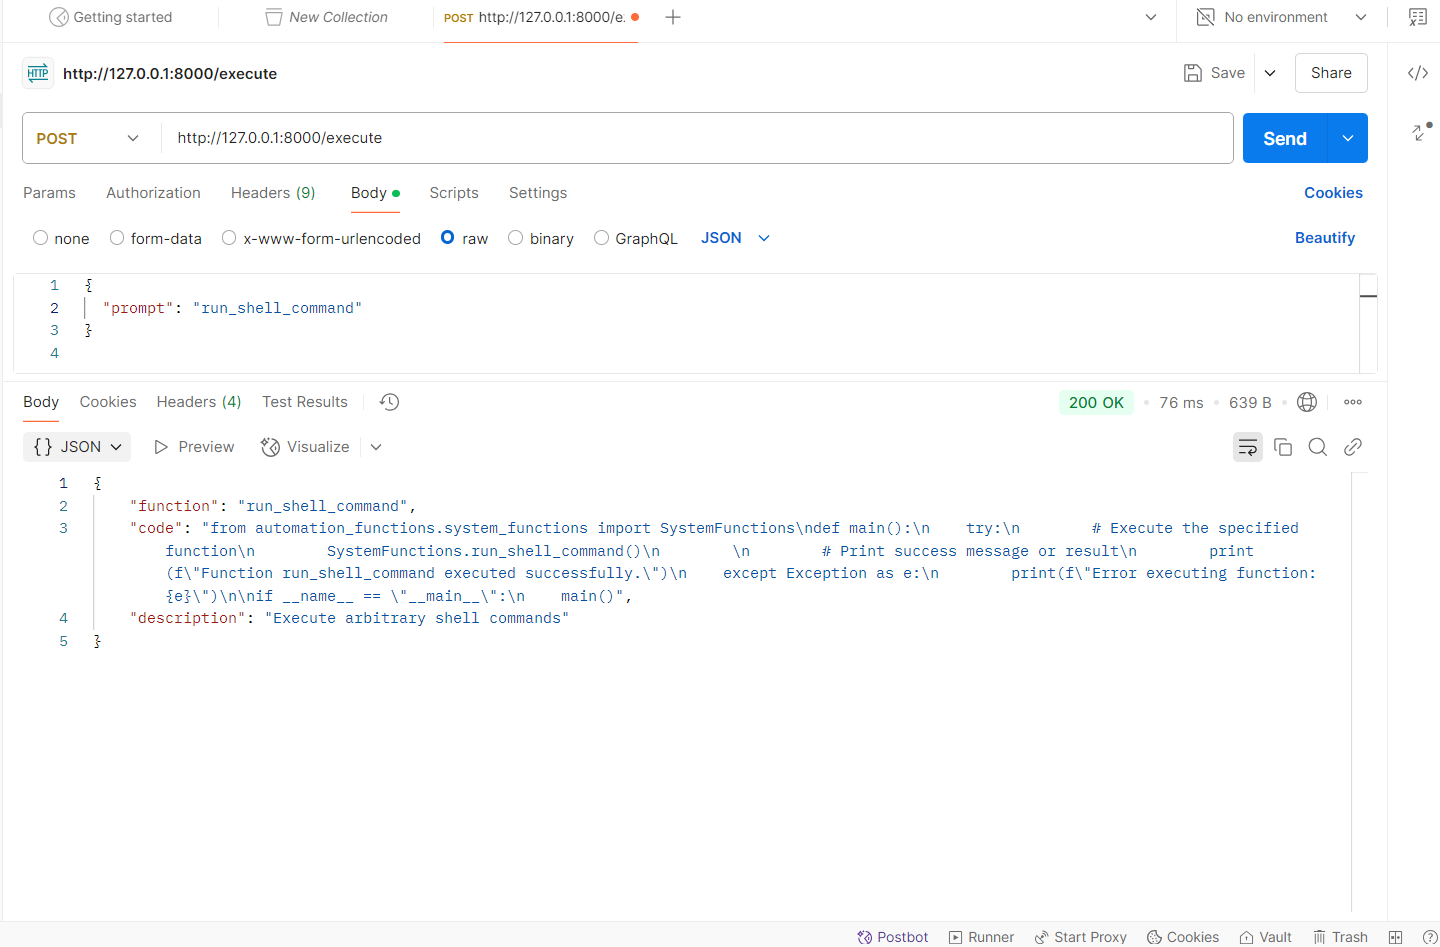 Getting started
New Collection
POST http://127.0.0.1:8000/e.
No environment
HTTP http://127.0.0.1:8000/execute
Save
Share
POST
http://127.0.0.1:8000/execute
Send
Params Authorization Headers (9) Body Scripts Settings
Cookies
none form-data x-www-form-urlencoded raw binary GraphQL JSON
Beautify
1 {
2 "prompt": "run_shell_command"
3 }
4
Body Cookies Headers (4) Test Results
200 OK 76 ms 639 B
{} JSON Preview Visualize
1 {
2 "function": "run_shell_command",
3 "code": "from automation_functions.system_functions import SystemFunctions\ndef main():\n    try:\n        # Execute the specified
function\n        SystemFunctions.run_shell_command()\n        \n        # Print success message or result\n        print
(f\"Function run_shell_command executed successfully.\")\n    except Exception as e:\n        print(f\"Error executing function:
{e}\")\n\nif __name__ == \"__main__\":\n    main()",
4 "description": "Execute arbitrary shell commands"
5 }
Postbot Runner Start Proxy Cookies Vault Trash